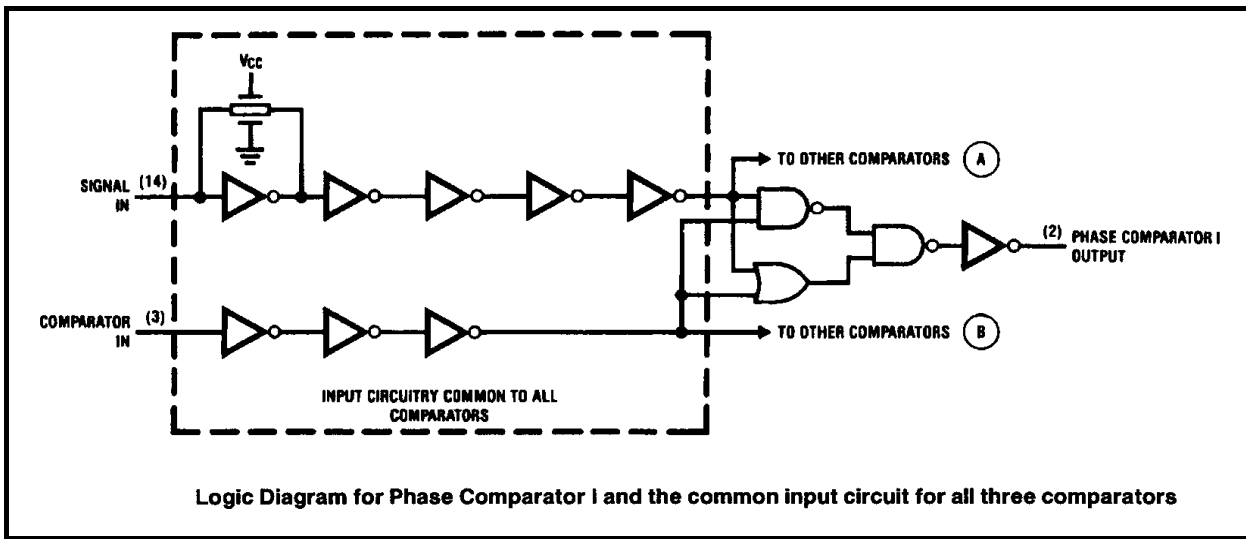 VCC
TO OTHER COMPARATORS A
SIGNAL (14)
IN
(2) PHASE COMPARATOR I
OUTPUT
COMPARATOR (3)
IN
TO OTHER COMPARATORS B
INPUT CIRCUITRY COMMON TO ALL
COMPARATORS
Logic Diagram for Phase Comparator I and the common input circuit for all three comparators